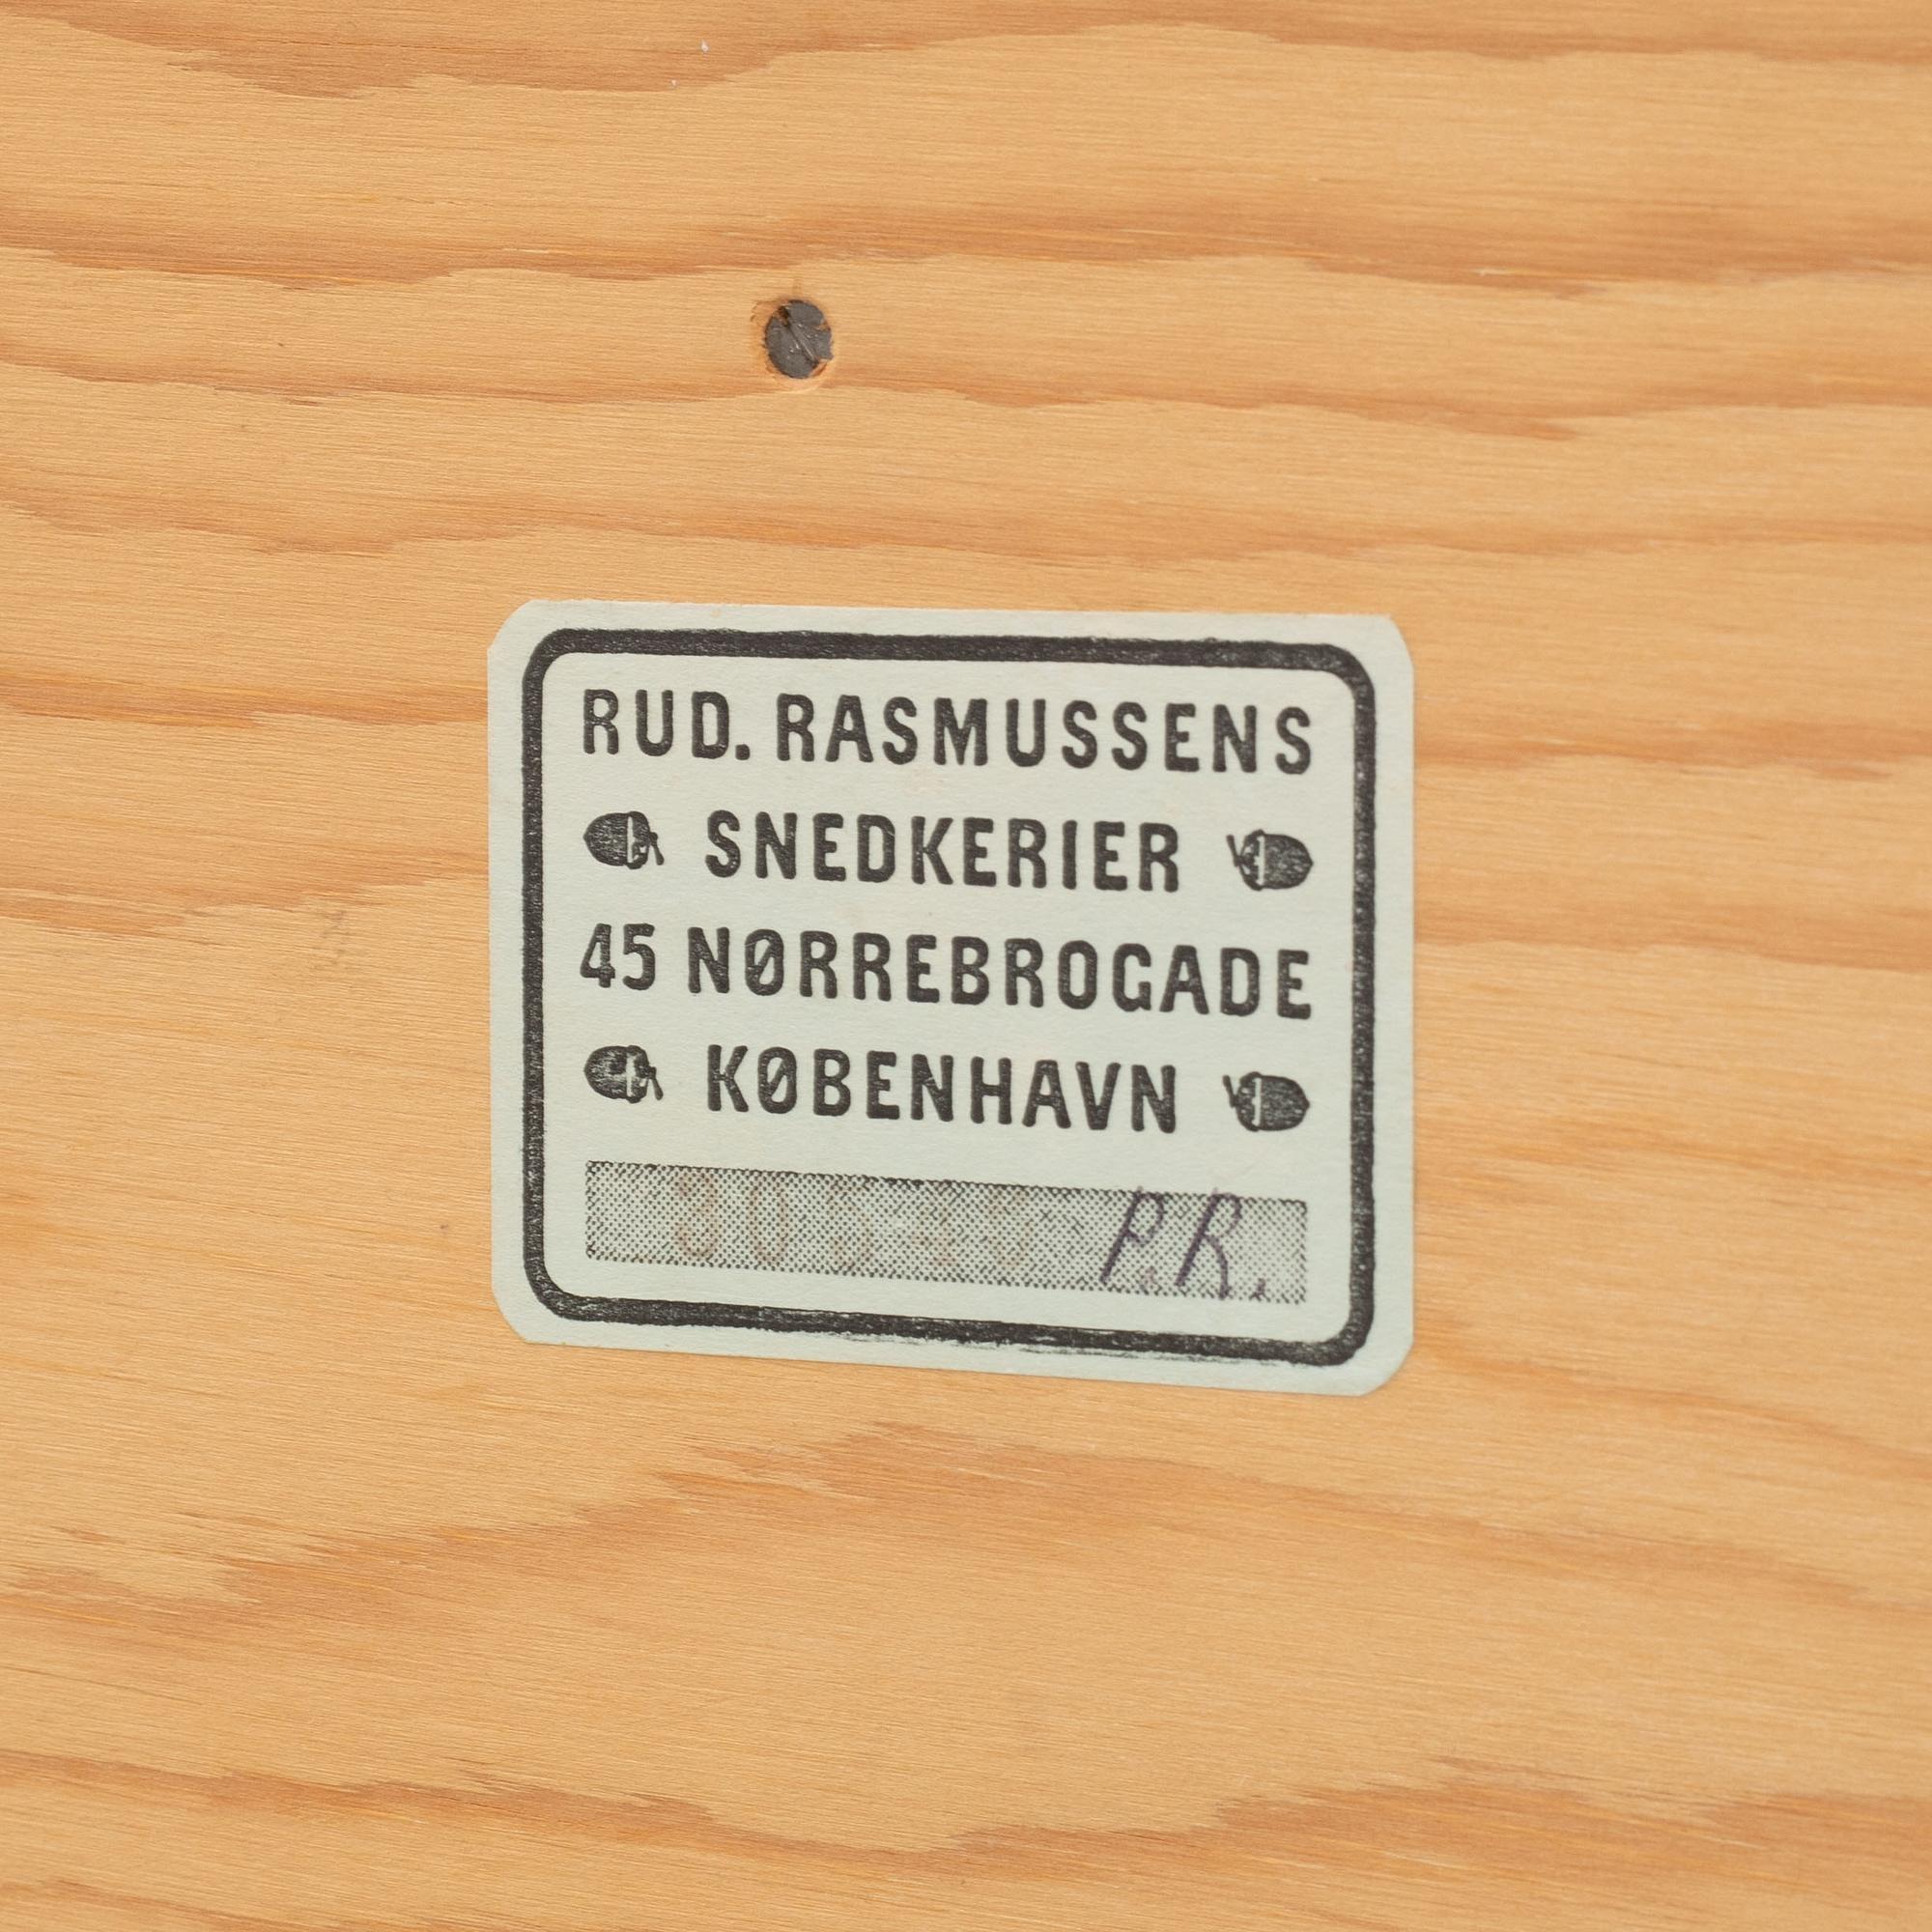 RUD. RASMUSSENS
SNEDKERIER
45 NØRREBROGADE
KØBENHAVN
P.R.